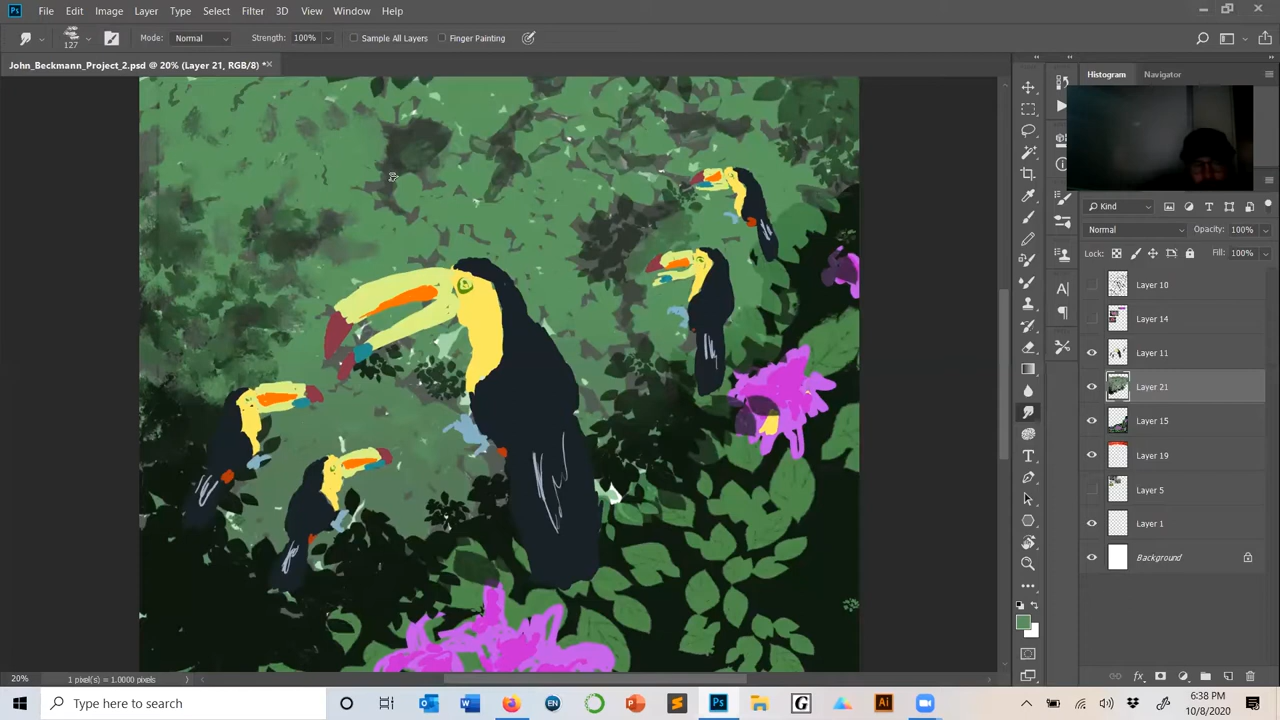 Ps File Edit Image Layer Type Select Filter 3D View Window Help
127 Mode: Normal Strength: 100% Sample All Layers Finger Painting
John_Beckmann_Project_2.psd @ 20% (Layer 21, RGB/8) *
Histogram Navigator
Kind
Normal Opacity: 100%
Lock: Fill: 100%
Layer 10
Layer 14
Layer 11
Layer 21
Layer 15
Layer 19
Layer 5
Layer 1
Background
20% 1 pixel(s) = 1.0000 pixels
Type here to search
6:38 PM
10/8/2020